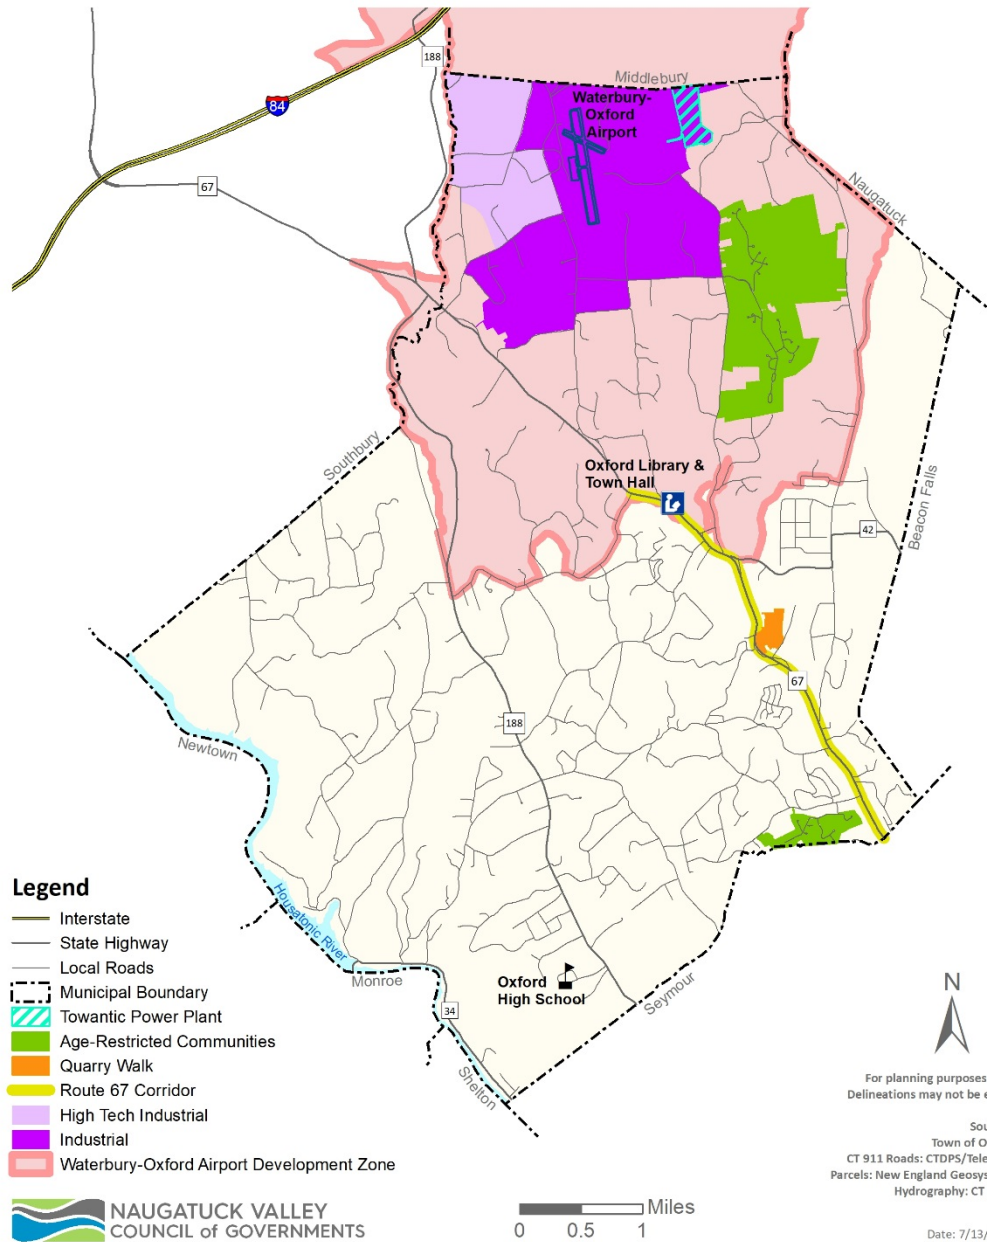 188
Middlebury
84
Waterbury-
Oxford
Airport
67
Naugatuck
Southbury
Oxford Library &
Town Hall
42
Beacon Falls
67
188
Newtown
Housatonic River
Monroe
Oxford
High School
Seymour
34
Shelton
Legend
Interstate
State Highway
Local Roads
Municipal Boundary
Towantic Power Plant
Age-Restricted Communities
Quarry Walk
Route 67 Corridor
High Tech Industrial
Industrial
Waterbury-Oxford Airport Development Zone
N
For planning purposes
Delineations may not be e
Sou
Town of O
CT 911 Roads: CTDPS/Tele
Parcels: New England Geosys
Hydrography: CT
Date: 7/13/
NAUGATUCK VALLEY
COUNCIL of GOVERNMENTS
Miles
0 0.5 1